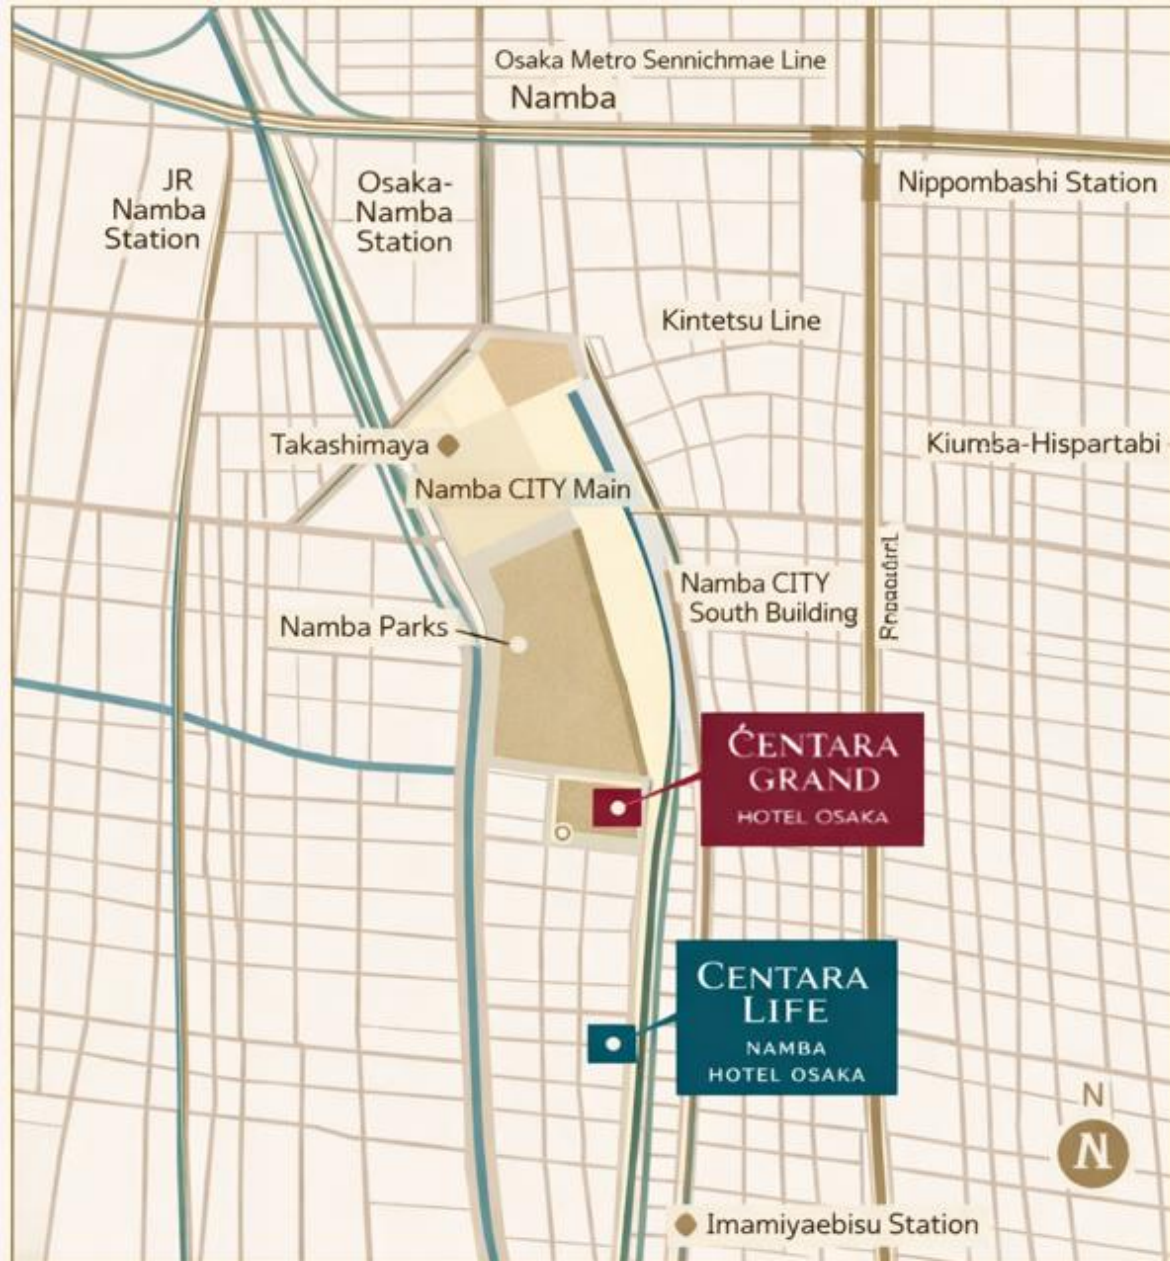 Osaka Metro Sennichmae Line
Namba
JR
Namba
Station
Osaka-
Namba
Station
Nippombashi Station
Kintetsu Line
Takashimaya
Kiumsa-Hispartabi
Namba CITY Main
Namba CITY
South Building
Namba Parks
ĆENTARA
GRAND
HOTEL OSAKA
CENTARA
LIFE
NAMBA
HOTEL OSAKA
N
N
Imamiyaebisu Station